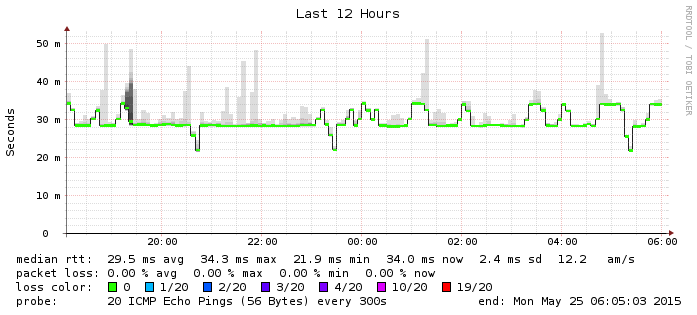 Last 12 Hours
RRDTOOL / TOBI OETIKER
Seconds
50 m
40 m
30 m
20 m
10 m
0
20:00 22:00 00:00 02:00 04:00 06:00
median rtt: 29.5 ms avg 34.3 ms max 21.9 ms min 34.0 ms now 2.4 ms sd 12.2 am/s
packet loss: 0.00 % avg 0.00 % max 0.00 % min 0.00 % now
loss color: 0 1/20 2/20 3/20 4/20 10/20 19/20
probe: 20 ICMP Echo Pings (56 Bytes) every 300s end: Mon May 25 06:05:03 2015